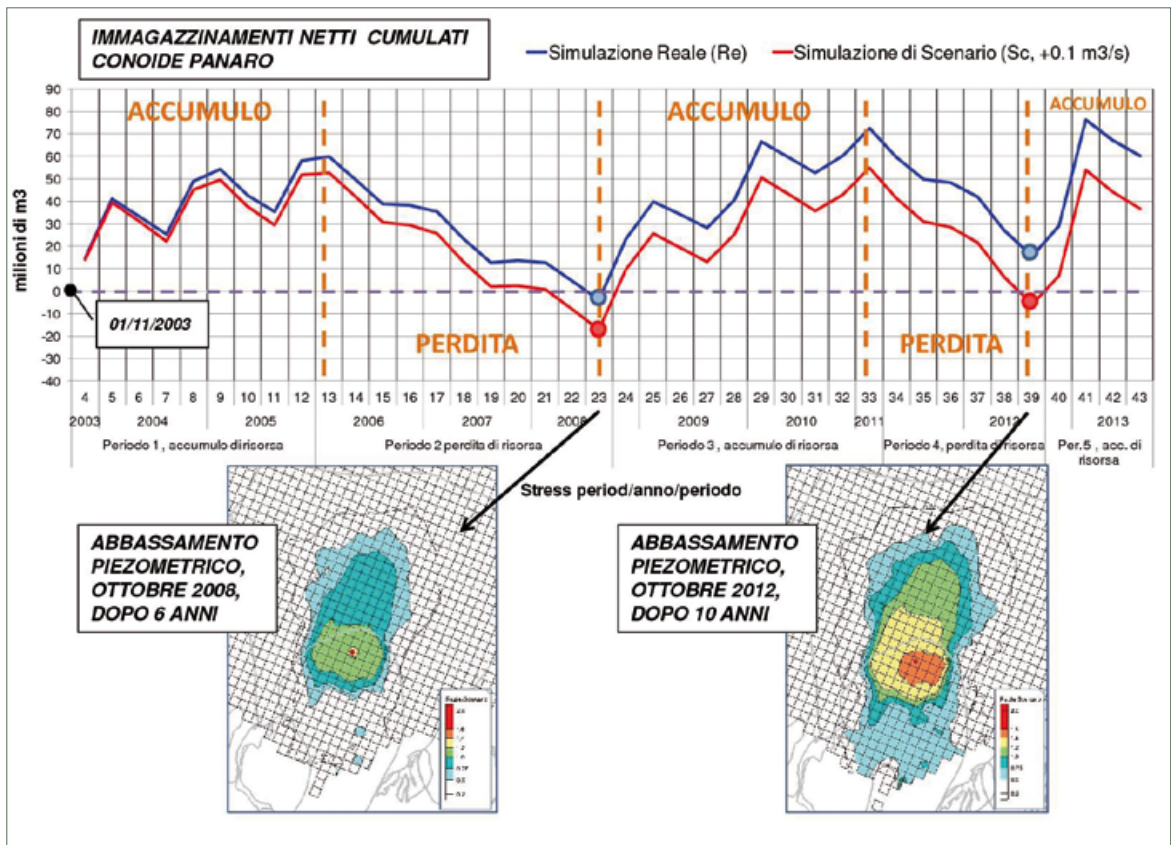 IMMAGAZZINAMENTI NETTI CUMULATI
CONOIDE PANARO
Simulazione Reale (Re)
Simulazione di Scenario (Sc, +0.1 m3/s)
milioni di m3
90
80
70
60
50
40
30
20
10
0
-10
-20
-30
-40
ACCUMULO
ACCUMULO
ACCUMULO
01/11/2003
PERDITA
PERDITA
4 5 6 7 8 9 10 11 12 13 14 15 16 17 18 19 20 21 22 23 24 25 26 27 28 29 30 31 32 33 34 35 36 37 38 39 40 41 42 43
2003 2004 2005 2006 2007 2008 2009 2010 2011 2012 2013
Periodo 1 , accumulo di risorsa
Periodo 2 perdita di risorsa
Periodo 3 , accumulo di risorsa
Periodo 4, perdita di risorsa
Per.5 , acc. di
risorsa
Stress period/anno/periodo
ABBASSAMENTO
PIEZOMETRICO,
OTTOBRE 2008,
DOPO 6 ANNI
ABBASSAMENTO
PIEZOMETRICO,
OTTOBRE 2012,
DOPO 10 ANNI